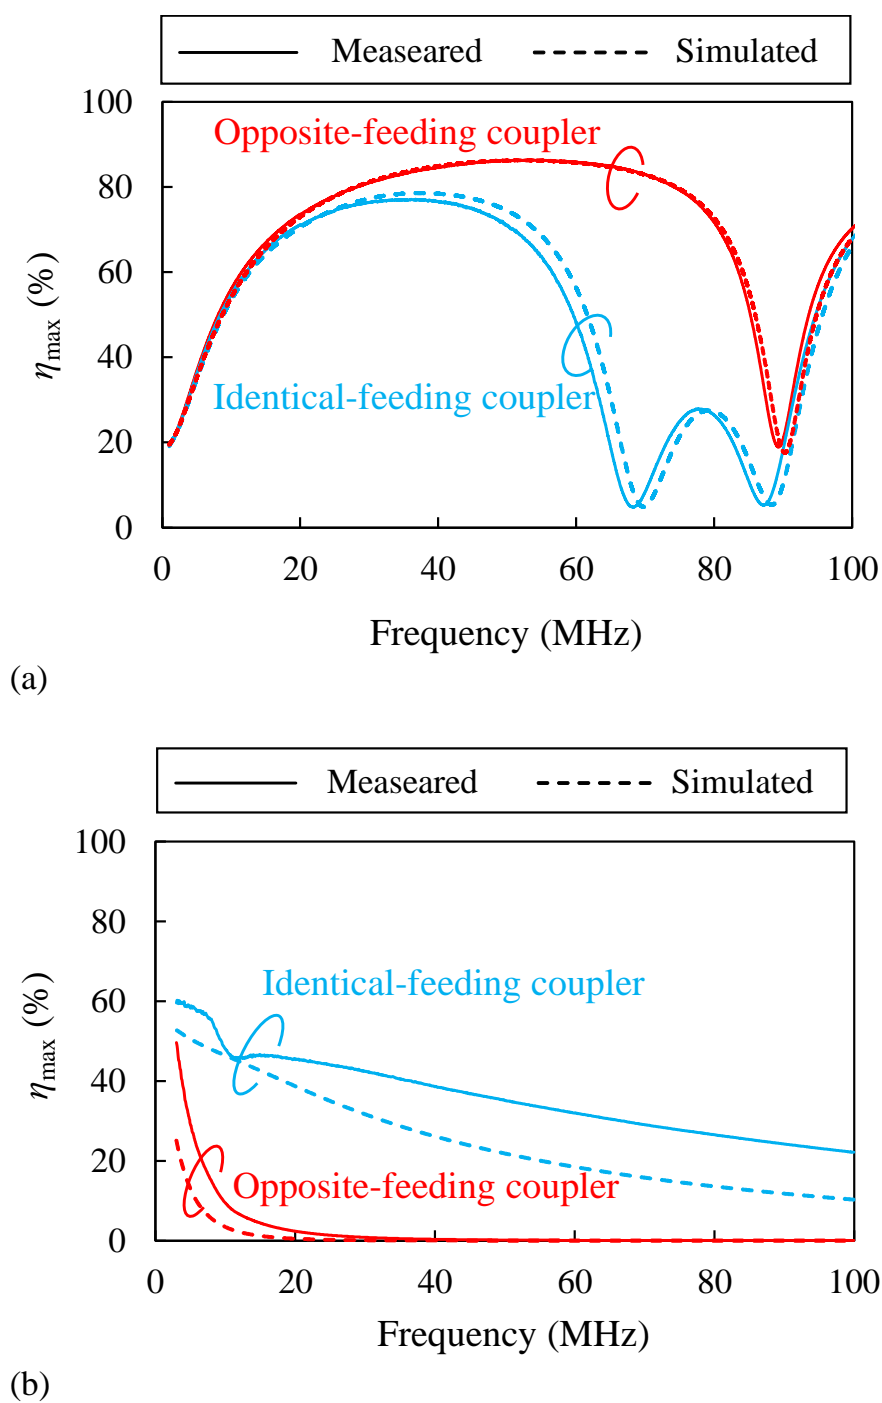 Measeared Simulated
100
Opposite-feeding coupler
80
60
η_max (%)
40
Identical-feeding coupler
20
0
0 20 40 60 80 100
Frequency (MHz)
(a)
Measeared Simulated
100
80
Identical-feeding coupler
60
η_max (%)
40
20
Opposite-feeding coupler
0
0 20 40 60 80 100
Frequency (MHz)
(b)